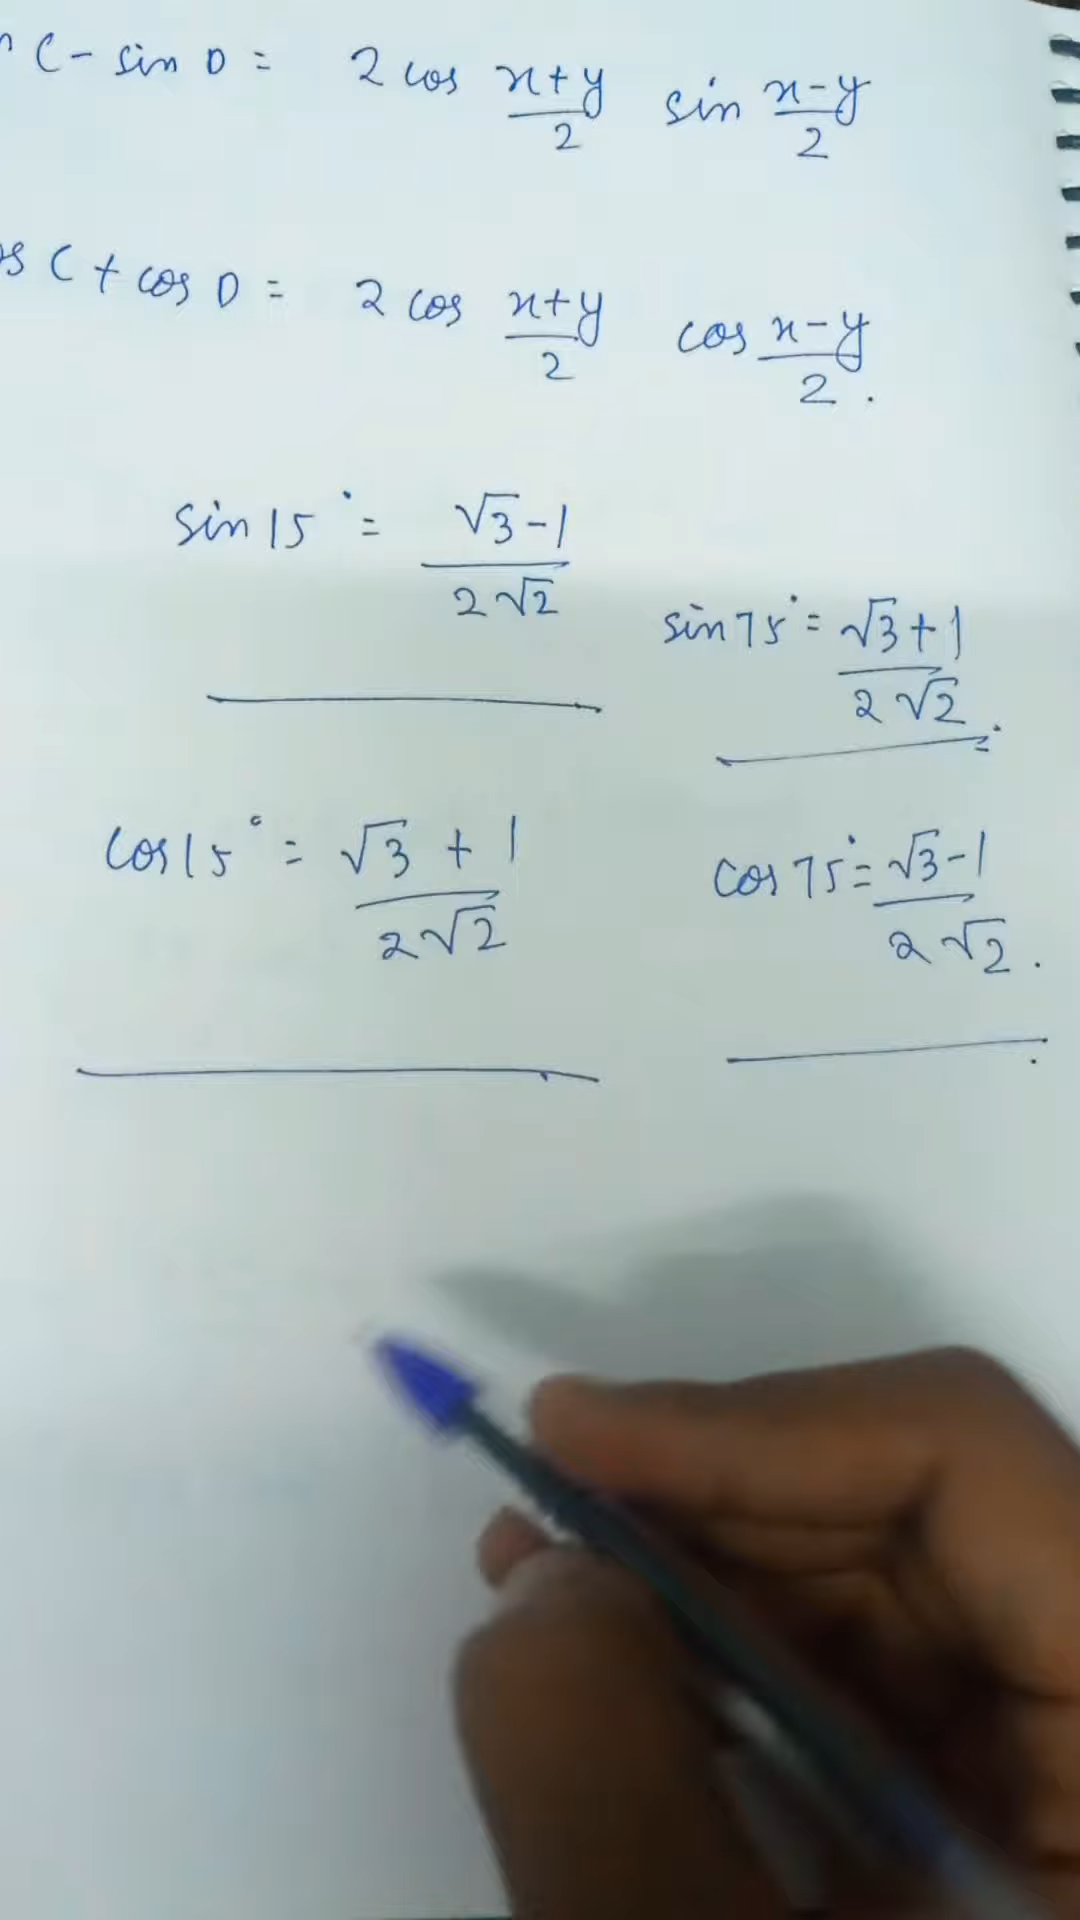 C - sin D = 2 cos x+y/2 sin x-y/2
C + cos D = 2 cos x+y/2 cos x-y/2.
sin 15° = √3-1/2√2
sin 75° = √3+1/2√2.
cos 15° = √3 + 1/2√2
cos 75° = √3-1/2√2.